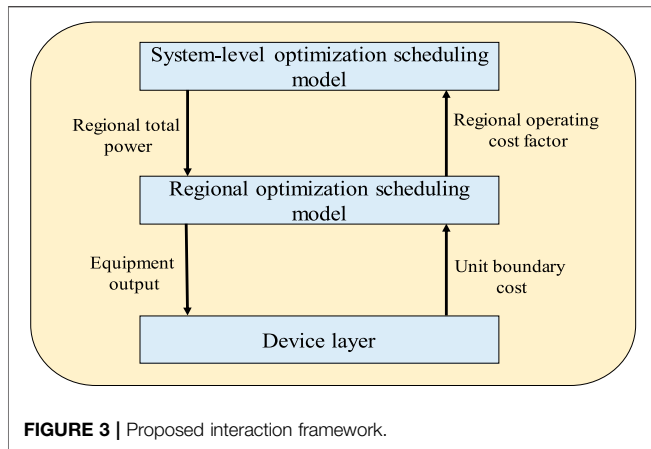 System-level optimization scheduling
model
Regional total
power
Regional operating
cost factor
Regional optimization scheduling
model
Equipment
output
Unit boundary
cost
Device layer
FIGURE 3 | Proposed interaction framework.